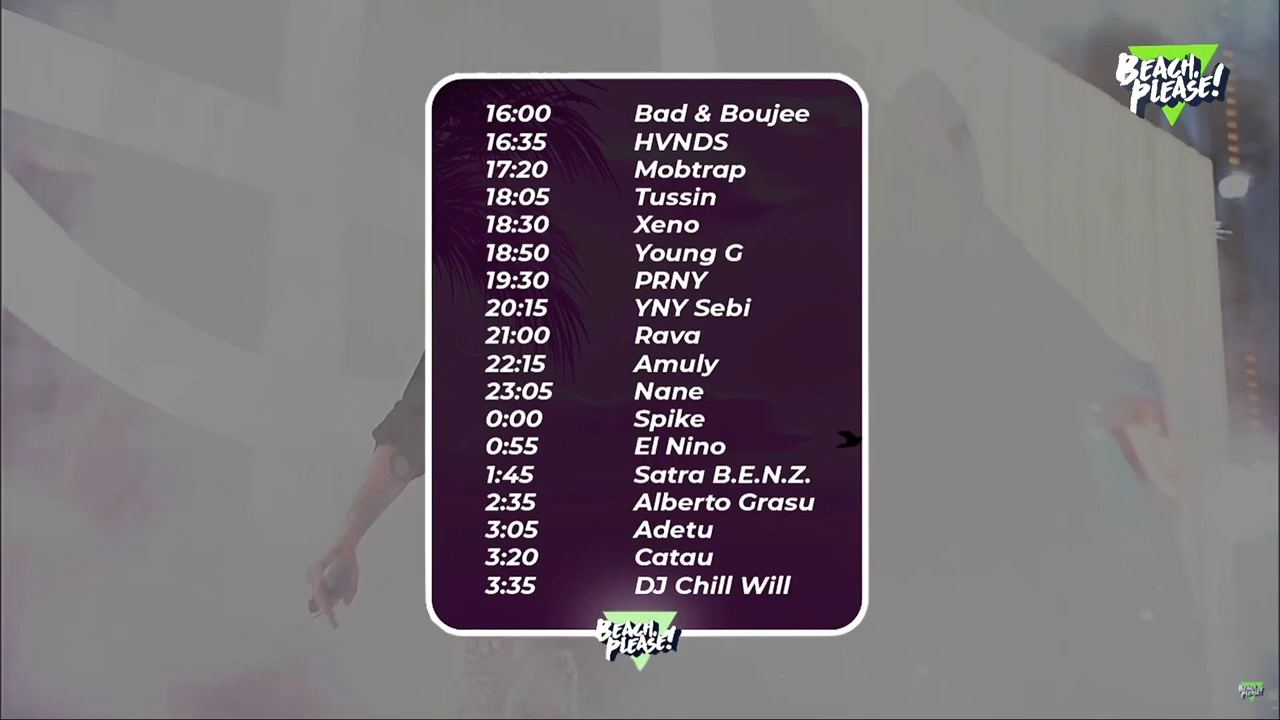 BEACH, PLEASE!
16:00 Bad & Boujee
16:35 HVNDS
17:20 Mobtrap
18:05 Tussin
18:30 Xeno
18:50 Young G
19:30 PRNY
20:15 YNY Sebi
21:00 Rava
22:15 Amuly
23:05 Nane
0:00 Spike
0:55 El Nino
1:45 Satra B.E.N.Z.
2:35 Alberto Grasu
3:05 Adetu
3:20 Catau
3:35 DJ Chill Will
BEACH, PLEASE!
BEACH, PLEASE!